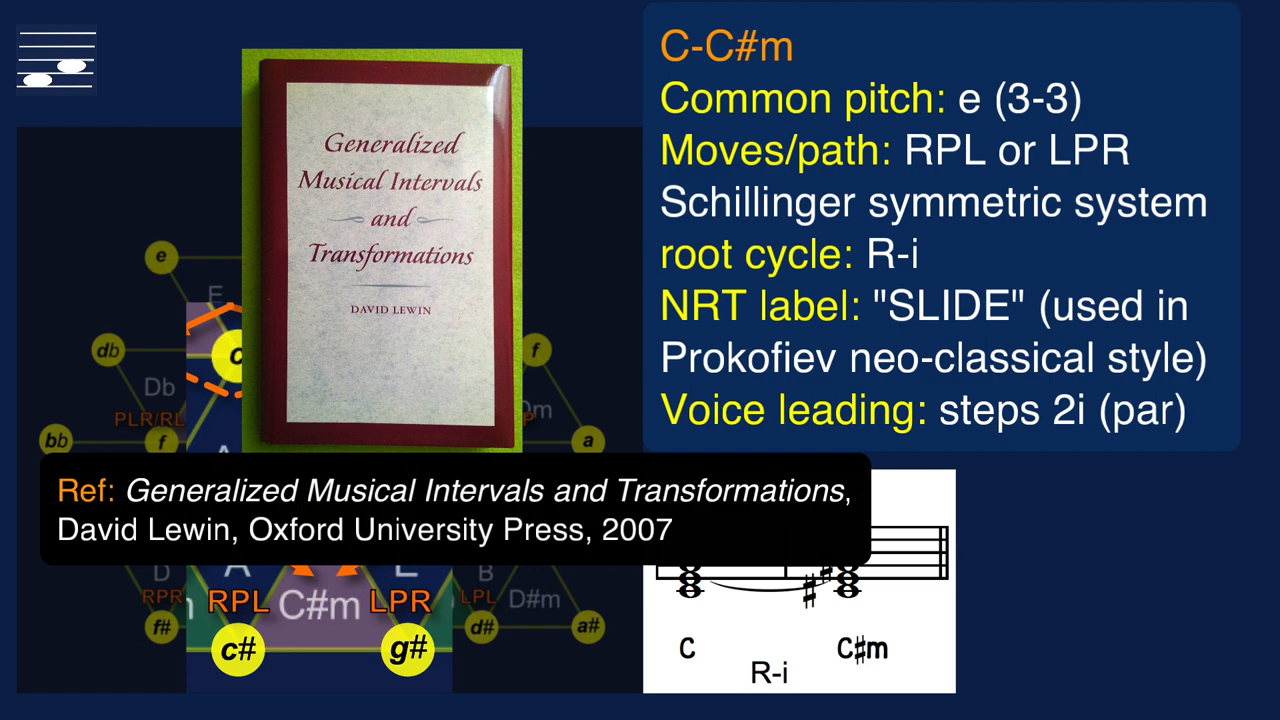 C-C#m
Common pitch: e (3-3)
Moves/path: RPL or LPR
Schillinger symmetric system
root cycle: R-i
NRT label: "SLIDE" (used in
Prokofiev neo-classical style)
Voice leading: steps 2i (par)
Generalized
Musical Intervals
and
Transformations
DAVID LEWIN
e
E
db
f
Db
PLR/RL
bb
f
a
Ref: Generalized Musical Intervals and Transformations,
David Lewin, Oxford University Press, 2007
D
A
E
B
RPR
RPL
C#m
LPR
LPL
D#m
f#
c#
g#
d#
a#
C
C♯m
R-i